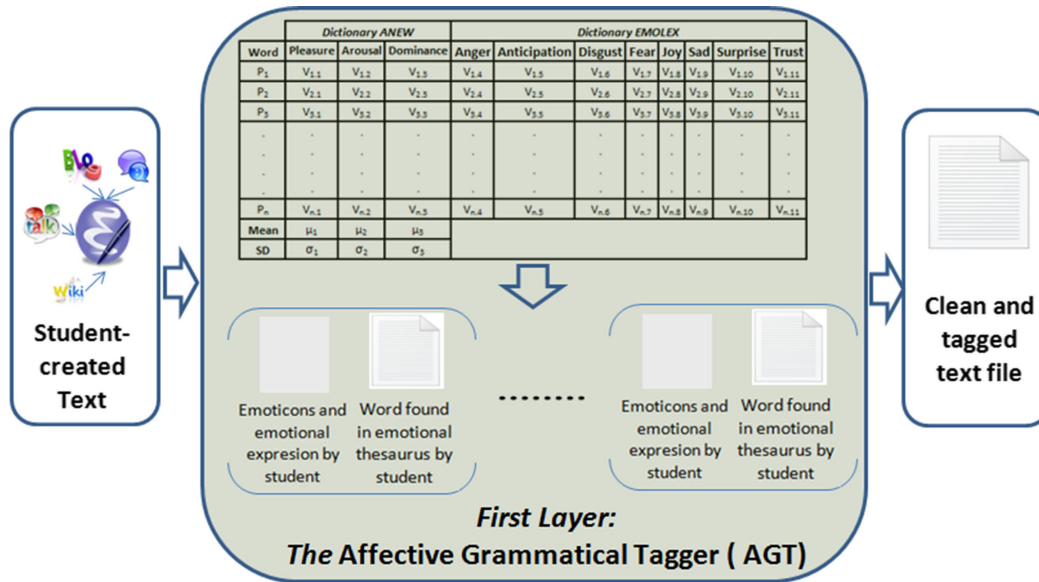 Dictionary ANEW Dictionary EMOLEX
Word Pleasure Arousal Dominance Anger Anticipation Disgust Fear Joy Sad Surprise Trust
P₁ V₁.₁ V₁.₂ V₁.₃ V₁.₄ V₁.₅ V₁.₆ V₁.₇ V₁.₈ V₁.₉ V₁.₁₀ V₁.₁₁
P₂ V₂.₁ V₂.₂ V₂.₃ V₂.₄ V₂.₅ V₂.₆ V₂.₇ V₂.₈ V₂.₉ V₂.₁₀ V₂.₁₁
P₃ V₃.₁ V₃.₂ V₃.₃ V₃.₄ V₃.₅ V₃.₆ V₃.₇ V₃.₈ V₃.₉ V₃.₁₀ V₃.₁₁
. . . . . . . . . . . .
. . . . . . . . . . . .
. . . . . . . . . . . .
. . . . . . . . . . . .
Pₙ Vₙ.₁ Vₙ.₂ Vₙ.₃ Vₙ.₄ Vₙ.₅ Vₙ.₆ Vₙ.₇ Vₙ.₈ Vₙ.₉ Vₙ.₁₀ Vₙ.₁₁
Mean μ₁ μ₂ μ₃
SD σ₁ σ₂ σ₃
talk
Wiki
Student-
created
Text
Emoticons and
emotional
expresion by
student
Word found
in emotional
thesaurus by
student
.........
Emoticons and
emotional
expresion by
student
Word found
in emotional
thesaurus by
student
First Layer:
The Affective Grammatical Tagger ( AGT)
Clean and
tagged
text file